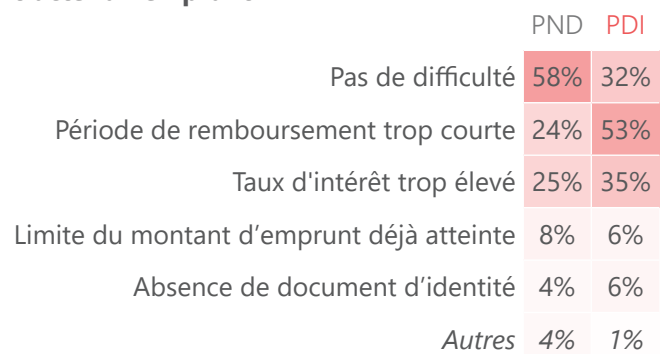 PND PDI
Pas de difficulté 58% 32%
Période de remboursement trop courte 24% 53%
Taux d'intérêt trop élevé 25% 35%
Limite du montant d’emprunt déjà atteinte 8% 6%
Absence de document d’identité 4% 6%
Autres 4% 1%